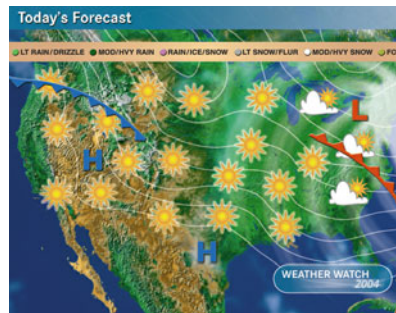 Today's Forecast
LT RAIN/DRIZZLE MOD/HVY RAIN RAIN/ICE/SNOW LT SNOW/FLUR MOD/HVY SNOW FO
L
H
H
WEATHER WATCH
2004